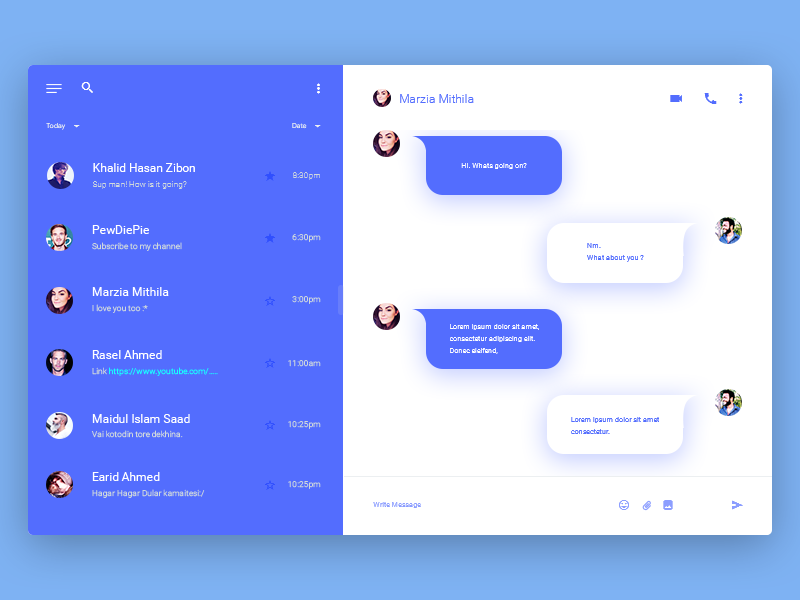 Today
Date
Khalid Hasan Zibon
Sup man! How is it going?
8:30pm
PewDiePie
Subscribe to my channel
6:30pm
Marzia Mithila
I love you too :*
3:00pm
Rasel Ahmed
Link https://www.youtube.com/....
11:00am
Maidul Islam Saad
Vai kotodin tore dekhina.
10:25pm
Earid Ahmed
Hagar Hagar Dular kamaitesi:/
10:25pm
Marzia Mithila
Hi. Whats going on?
Nm.
What about you ?
Lorem ipsum dolor sit amet,
consectetur adipiscing elit.
Donec eleifend,
Lorem ipsum dolor sit amet
consectetur.
Write Message